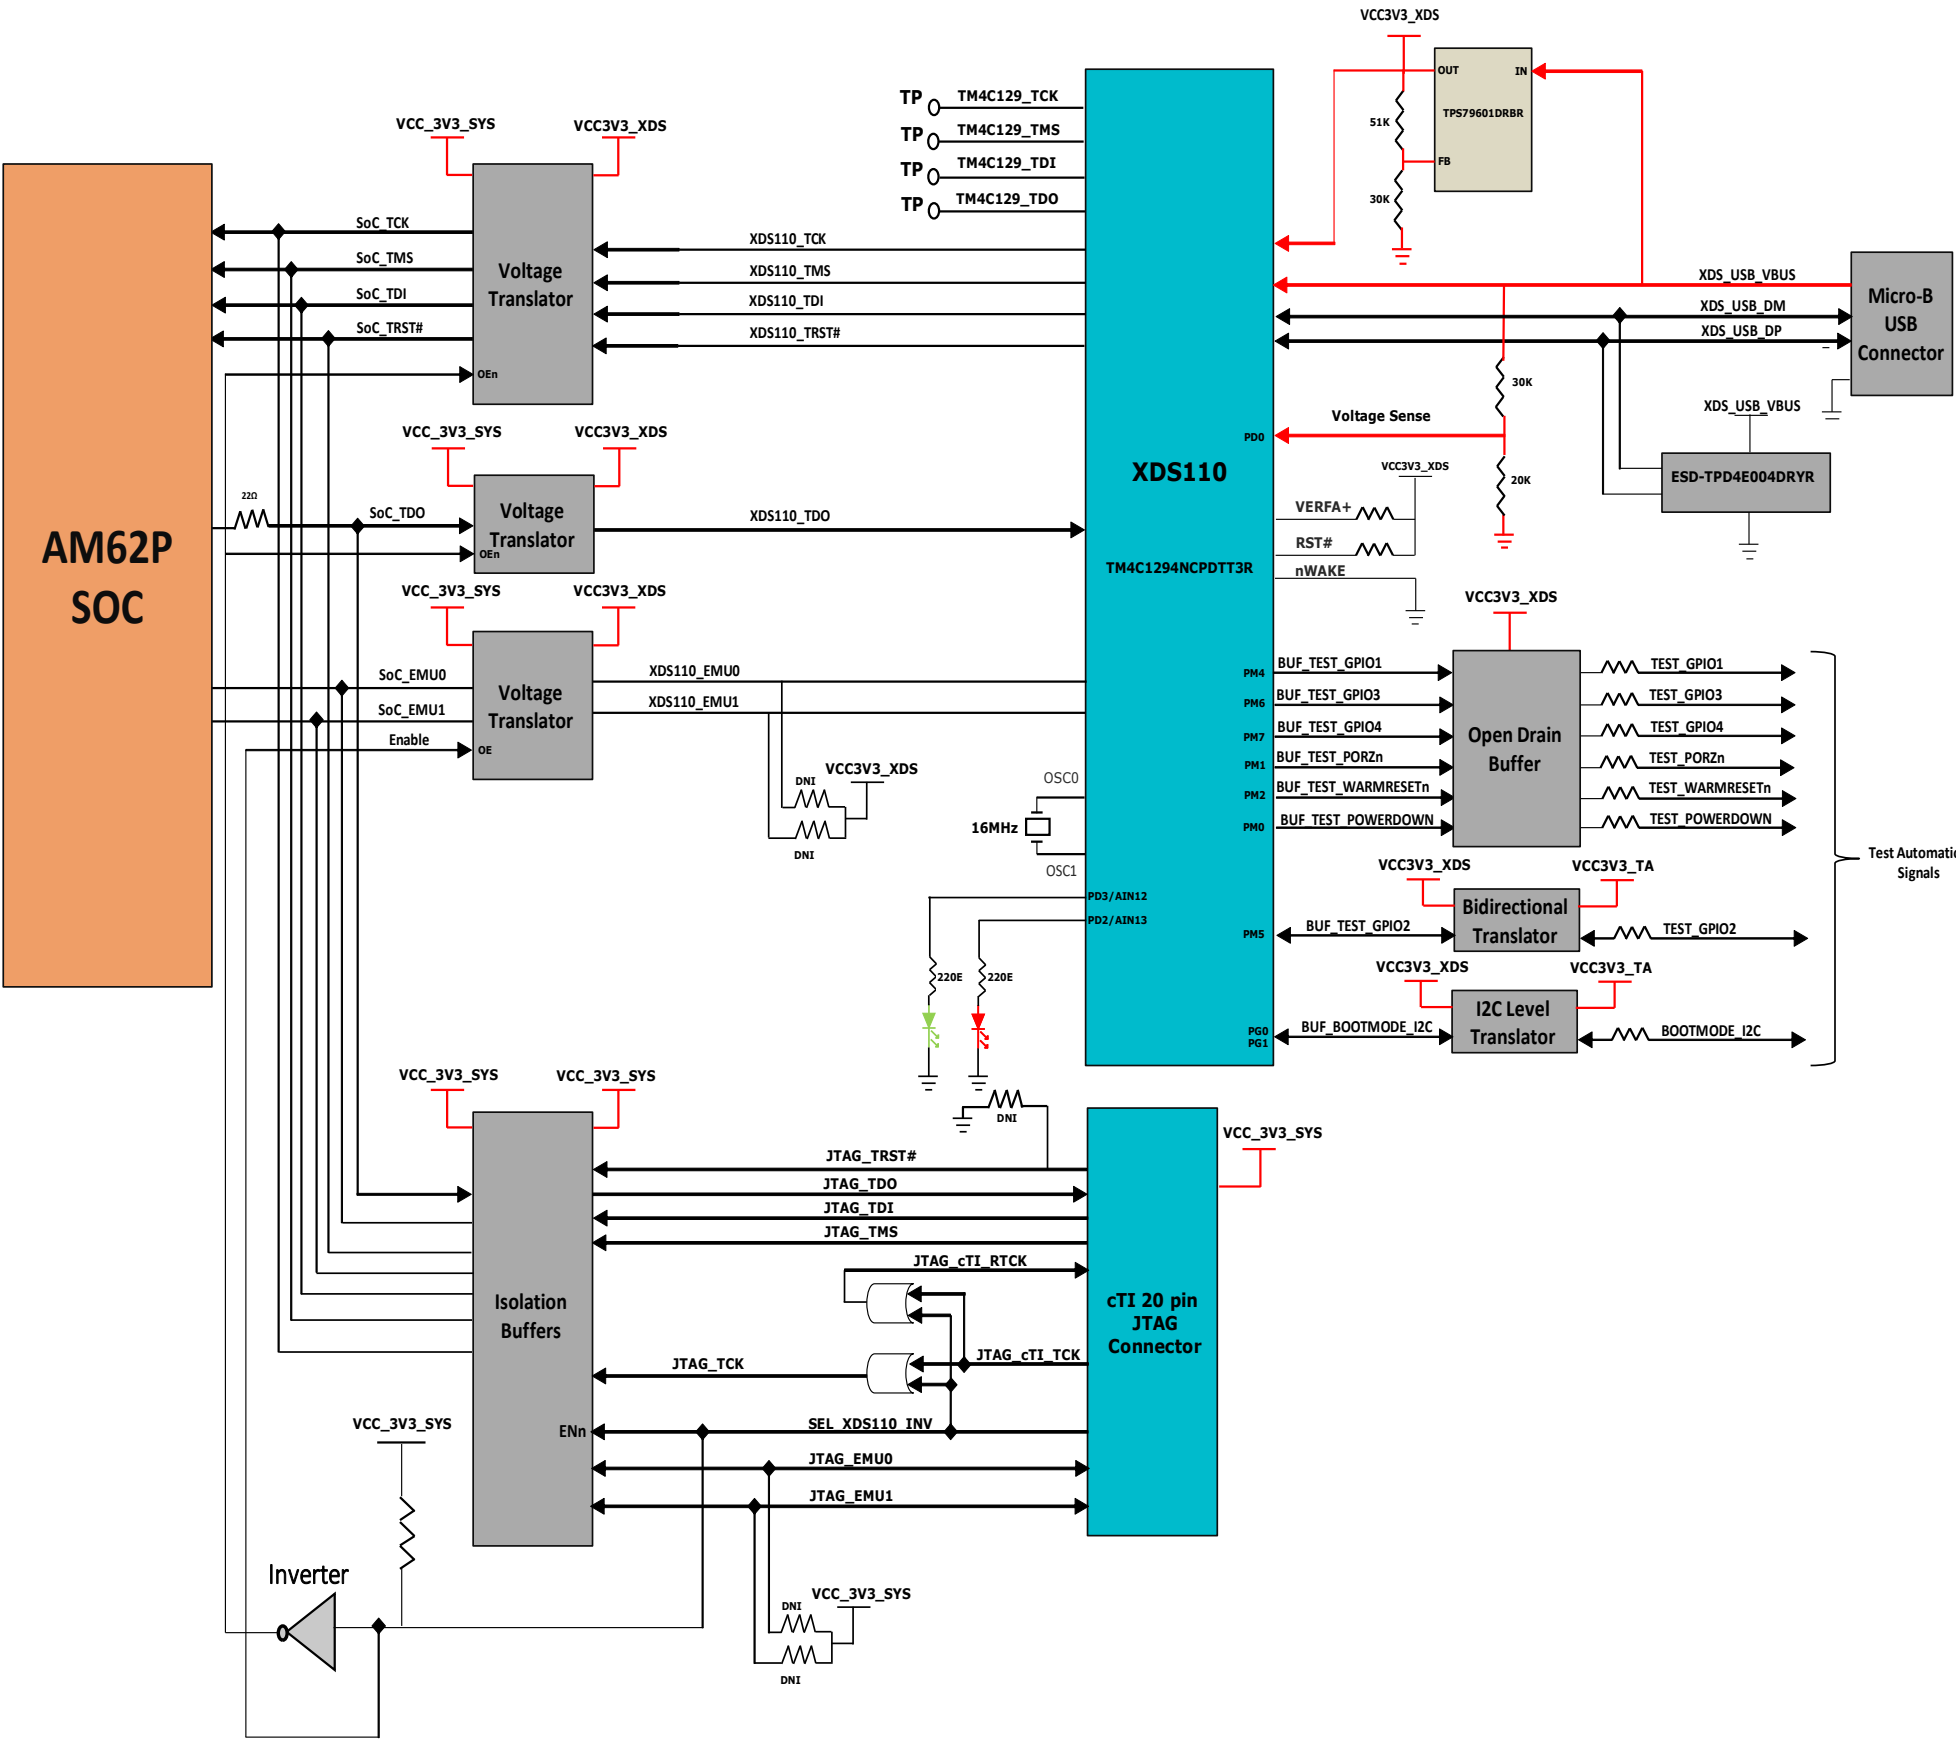 VCC3V3_XDS
OUT
IN
TPS79601DRBR
51K
FB
30K
TP
TM4C129_TCK
TP
TM4C129_TMS
TP
TM4C129_TDI
TP
TM4C129_TDO
VCC_3V3_SYS
VCC3V3_XDS
SoC_TCK
SoC_TMS
SoC_TDI
SoC_TRST#
Voltage
Translator
OEn
XDS110_TCK
XDS110_TMS
XDS110_TDI
XDS110_TRST#
XDS_USB_VBUS
XDS_USB_DM
XDS_USB_DP
Micro-B
USB
Connector
30K
Voltage Sense
PD0
20K
XDS_USB_VBUS
ESD-TPD4E004DRYR
XDS110
TM4C1294NCPDTT3R
VCC3V3_XDS
VERFA+
RST#
nWAKE
AM62P
SOC
VCC_3V3_SYS
VCC3V3_XDS
22Ω
SoC_TDO
Voltage
Translator
OEn
XDS110_TDO
VCC_3V3_SYS
VCC3V3_XDS
SoC_EMU0
SoC_EMU1
Enable
Voltage
Translator
OE
XDS110_EMU0
XDS110_EMU1
DNI
VCC3V3_XDS
DNI
OSC0
16MHz
OSC1
PD3/AIN12
PD2/AIN13
220E
220E
VCC3V3_XDS
PM4
BUF_TEST_GPIO1
TEST_GPIO1
PM6
BUF_TEST_GPIO3
TEST_GPIO3
PM7
BUF_TEST_GPIO4
TEST_GPIO4
Open Drain
Buffer
PM1
BUF_TEST_PORZn
TEST_PORZn
PM2
BUF_TEST_WARMRESETn
TEST_WARMRESETn
PM0
BUF_TEST_POWERDOWN
TEST_POWERDOWN
Test Automatic
Signals
VCC3V3_XDS
VCC3V3_TA
PM5
BUF_TEST_GPIO2
Bidirectional
Translator
TEST_GPIO2
VCC3V3_XDS
VCC3V3_TA
PG0
PG1
BUF_BOOTMODE_I2C
I2C Level
Translator
BOOTMODE_I2C
VCC_3V3_SYS
VCC_3V3_SYS
DNI
VCC_3V3_SYS
JTAG_TRST#
JTAG_TDO
JTAG_TDI
JTAG_TMS
JTAG_cTI_RTCK
Isolation
Buffers
cTI 20 pin
JTAG
Connector
JTAG_TCK
JTAG_cTI_TCK
ENn
SEL_XDS110_INV
JTAG_EMU0
JTAG_EMU1
VCC_3V3_SYS
Inverter
DNI
VCC_3V3_SYS
DNI